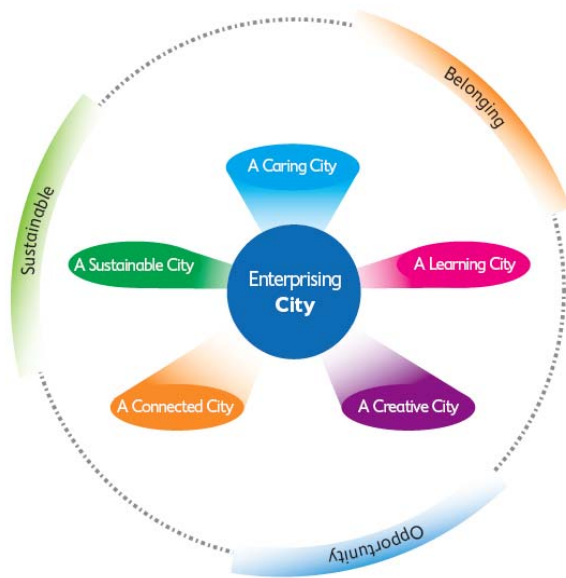 Belonging
Sustainable
A Caring City
A Sustainable City
Enterprising
City
A Learning City
A Connected City
A Creative City
Opportunity